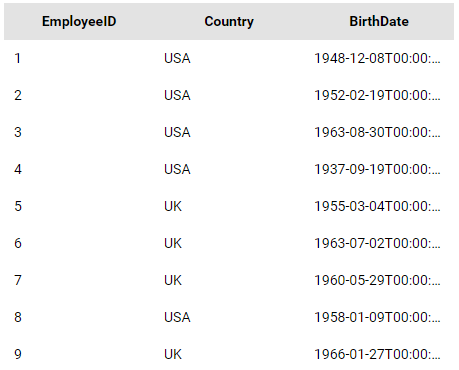 EmployeeID Country BirthDate
1 USA 1948-12-08T00:00:...
2 USA 1952-02-19T00:00:...
3 USA 1963-08-30T00:00:...
4 USA 1937-09-19T00:00:...
5 UK 1955-03-04T00:00:...
6 UK 1963-07-02T00:00:...
7 UK 1960-05-29T00:00:...
8 USA 1958-01-09T00:00:...
9 UK 1966-01-27T00:00:...